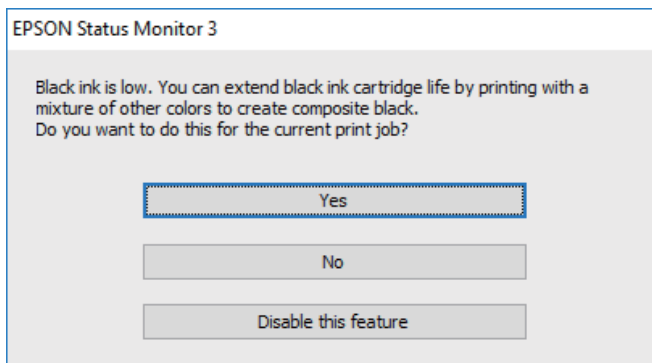 EPSON Status Monitor 3
Black ink is low. You can extend black ink cartridge life by printing with a
mixture of other colors to create composite black.
Do you want to do this for the current print job?
Yes
No
Disable this feature